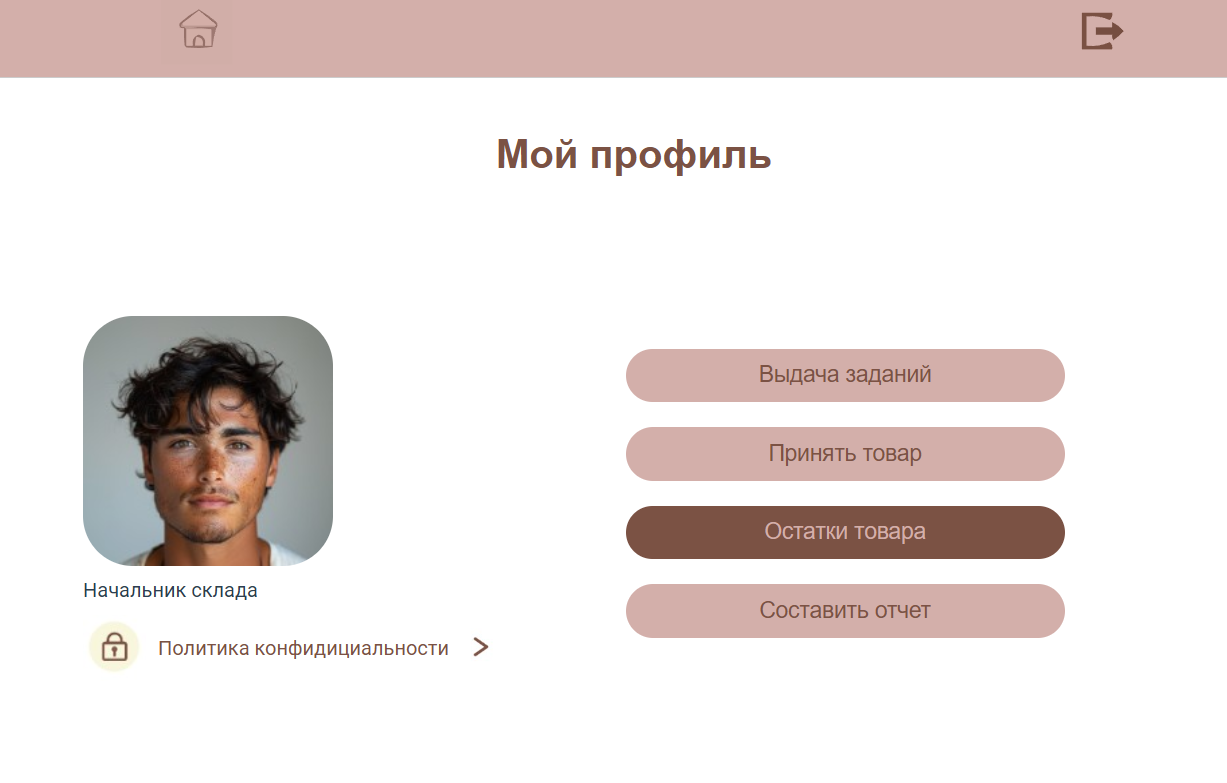 Мой профиль
Начальник склада
Политика конфидициальности
Выдача заданий
Принять товар
Остатки товара
Составить отчет